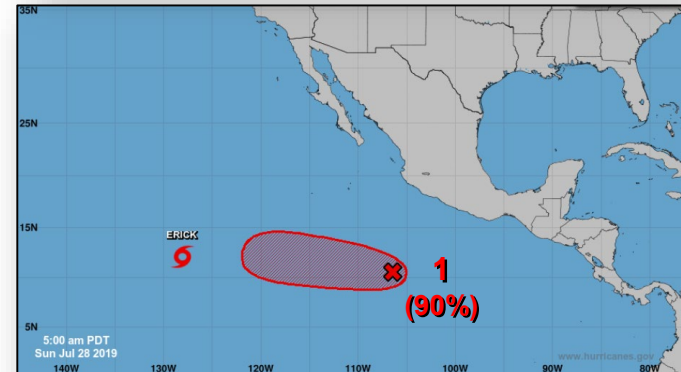 35N
25N
15N
5N
ERICK
1
(90%)
5:00 am PDT
Sun Jul 28 2019
www.hurricanes.gov
140W 130W 120W 110W 100W 90W 80W